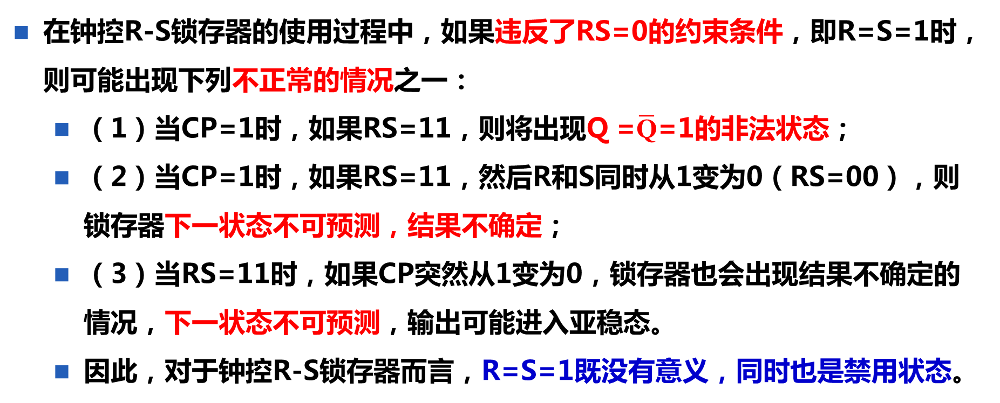 在钟控R-S锁存器的使用过程中，如果违反了RS=0的约束条件，即R=S=1时，
则可能出现下列不正常的情况之一：
（1）当CP=1时，如果RS=11，则将出现Q =Q̅=1的非法状态；
（2）当CP=1时，如果RS=11，然后R和S同时从1变为0（RS=00），则
锁存器下一状态不可预测，结果不确定；
（3）当RS=11时，如果CP突然从1变为0，锁存器也会出现结果不确定的
情况，下一状态不可预测，输出可能进入亚稳态。
因此，对于钟控R-S锁存器而言，R=S=1既没有意义，同时也是禁用状态。